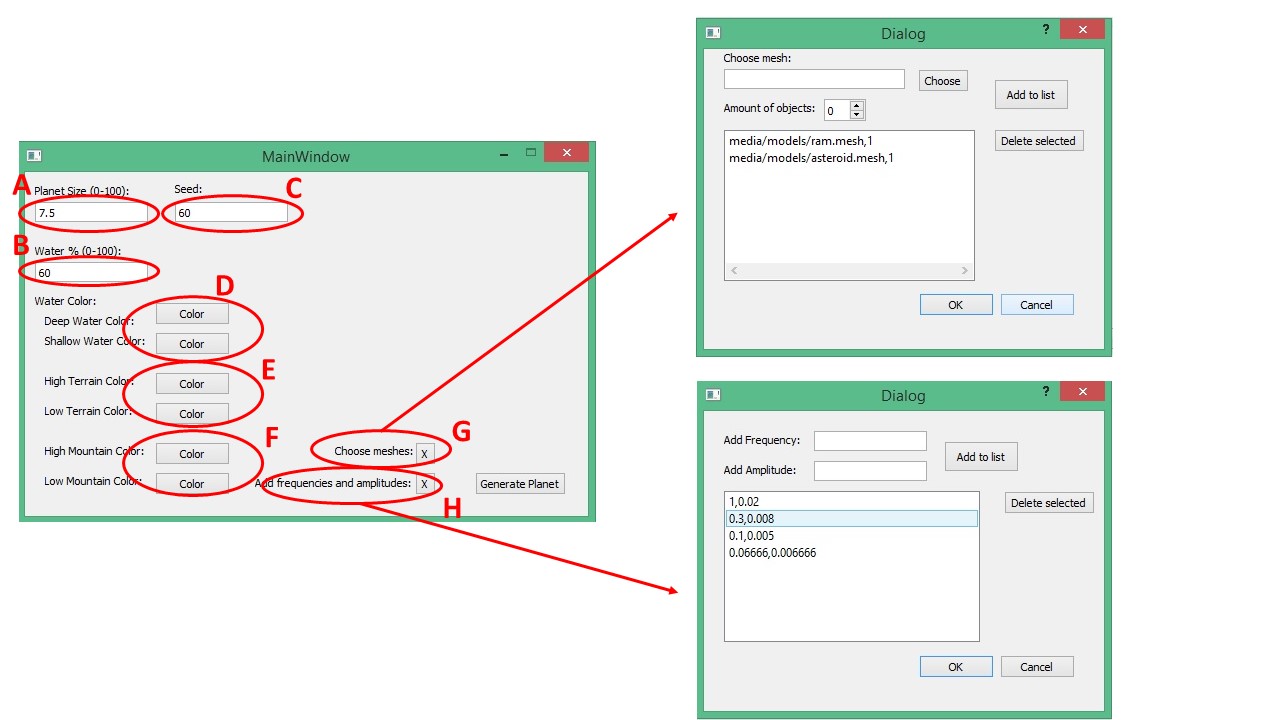 MainWindow
A
Planet Size (0-100):
Seed:
C
7.5
60
B
Water % (0-100):
60
Water Color:
D
Deep Water Color:
Color
Shallow Water Color:
Color
E
High Terrain Color:
Color
Low Terrain Color:
Color
F
High Mountain Color:
Color
Choose meshes:
X
G
Low Mountain Color:
Color
Add frequencies and amplitudes:
X
Generate Planet
H
Dialog
?
Choose mesh:
Choose
Add to list
Amount of objects:
0
media/models/ram.mesh,1
media/models/asteroid.mesh,1
Delete selected
OK
Cancel
Dialog
?
Add Frequency:
Add Amplitude:
Add to list
1,0.02
0.3,0.008
0.1,0.005
0.06666,0.006666
Delete selected
OK
Cancel